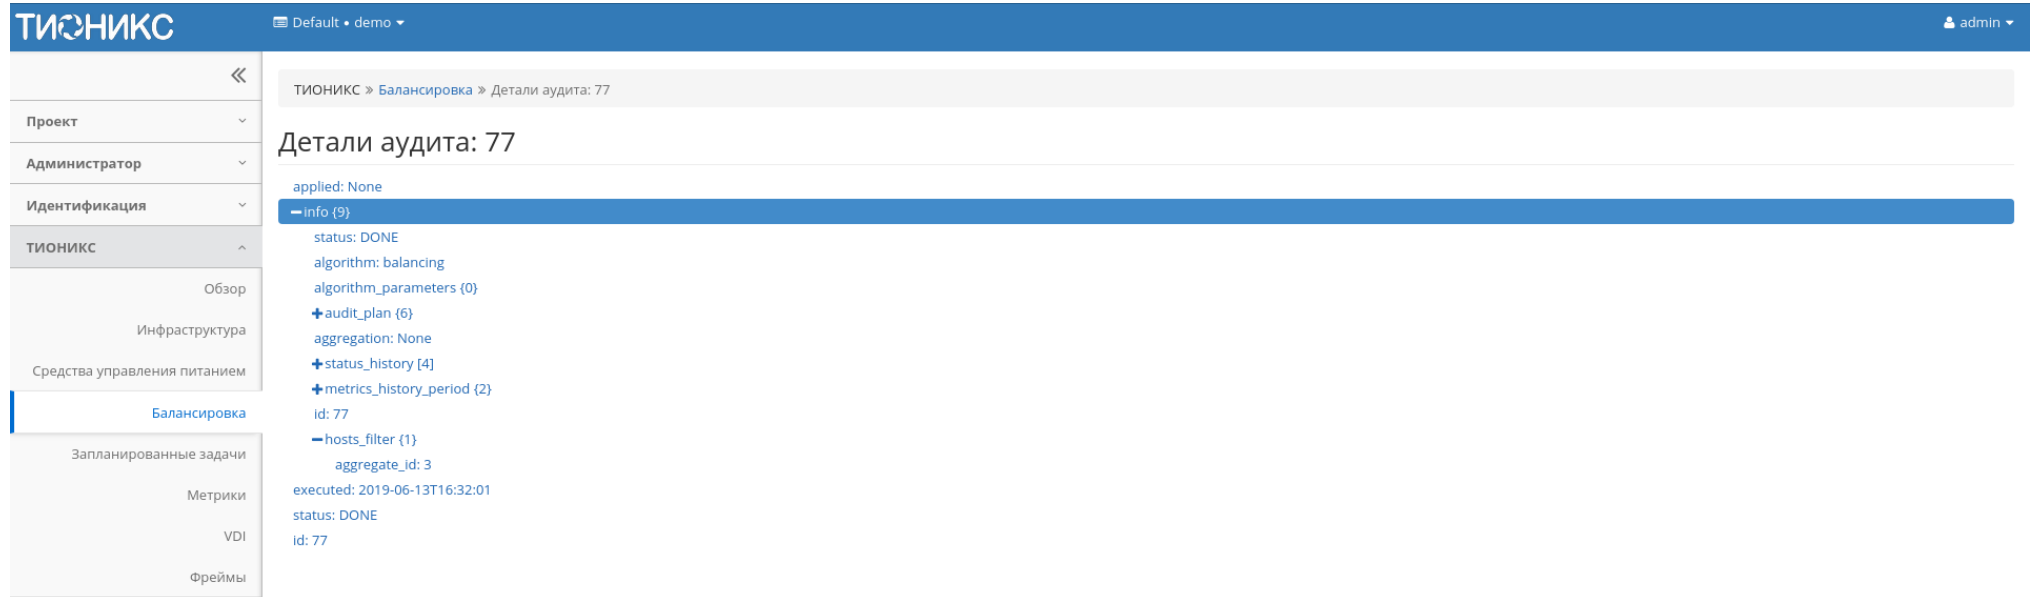 ТИОНИКС
Default • demo
admin
ТИОНИКС » Балансировка » Детали аудита: 77
Проект
Администратор
Идентификация
ТИОНИКС
Обзор
Инфраструктура
Средства управления питанием
Балансировка
Запланированные задачи
Метрики
VDI
Фреймы
Детали аудита: 77
applied: None
info {9}
status: DONE
algorithm: balancing
algorithm_parameters {0}
audit_plan {6}
aggregation: None
status_history [4]
metrics_history_period {2}
id: 77
hosts_filter {1}
aggregate_id: 3
executed: 2019-06-13T16:32:01
status: DONE
id: 77